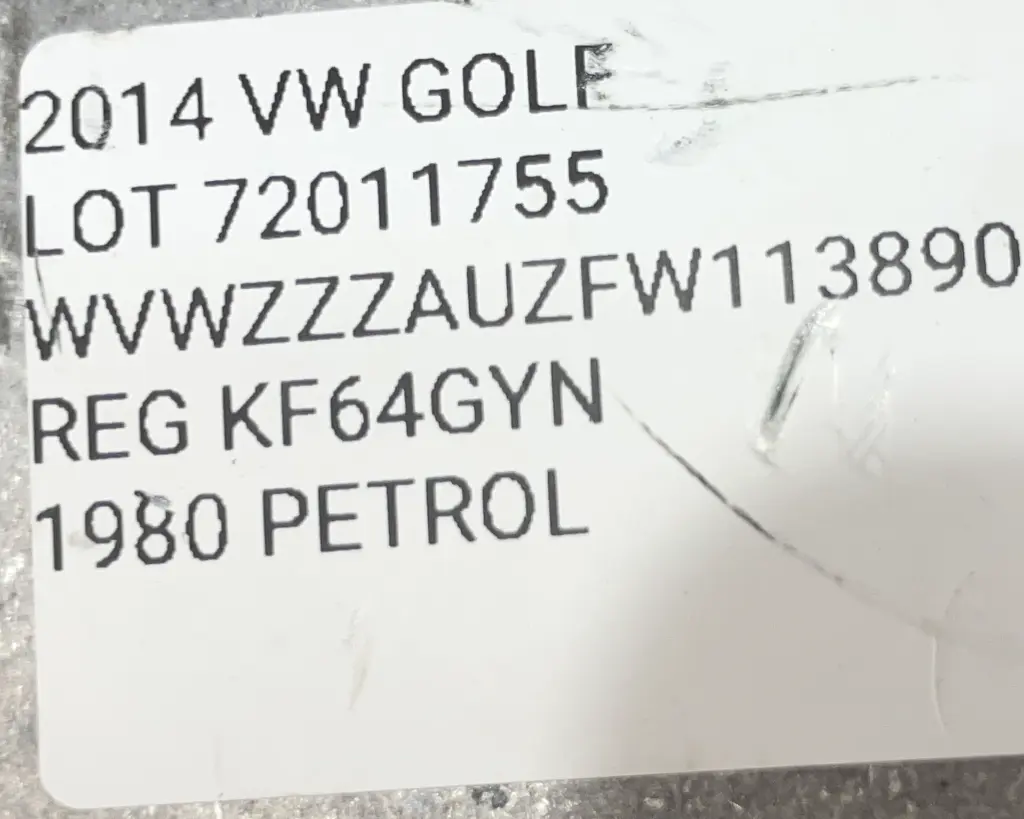 2014 VW GOLF
LOT 72011755
WVWZZZAUZFW113890
REG KF64GYN
1980 PETROL